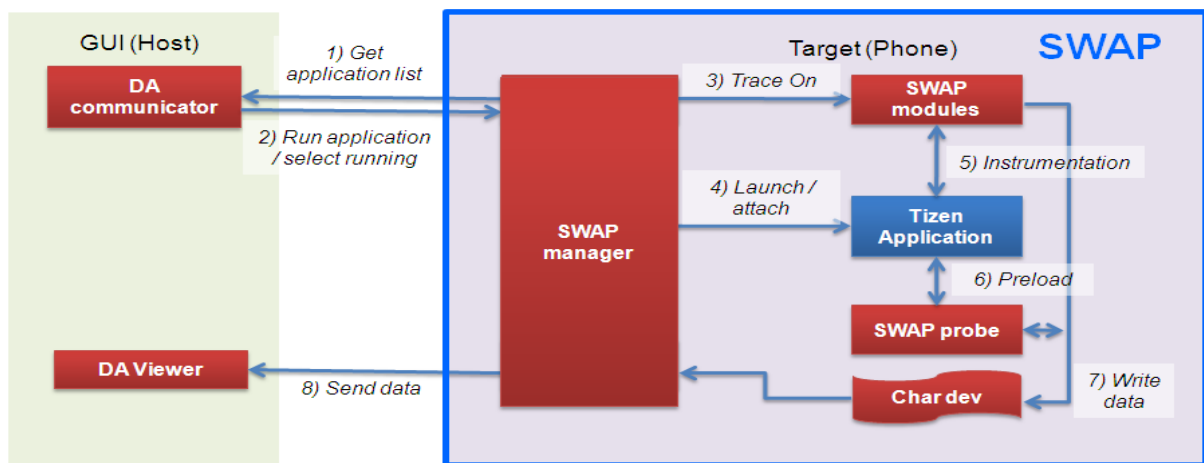 GUI (Host)
DA
communicator
1) Get
application list
2) Run application
/ select running
Target (Phone)
SWAP
SWAP
manager
3) Trace On
SWAP
modules
5) Instrumentation
4) Launch /
attach
Tizen
Application
6) Preload
SWAP probe
DA Viewer
8) Send data
Char dev
7) Write
data